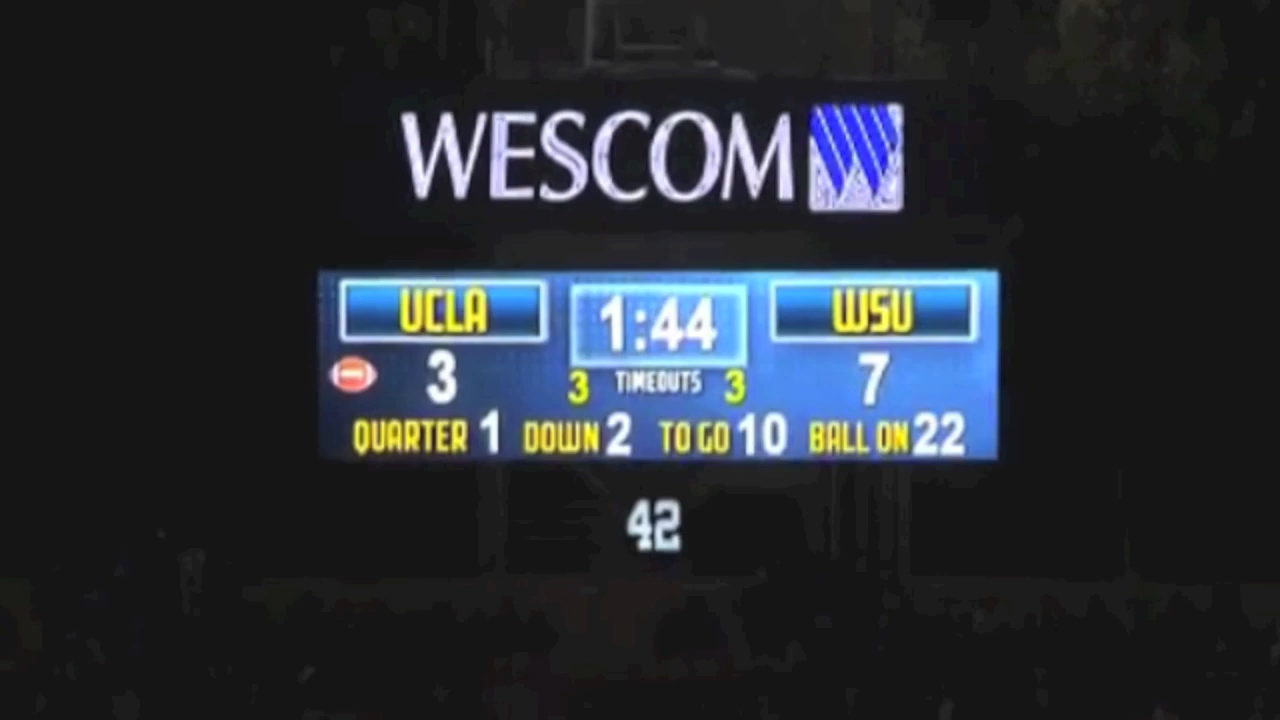 WESCOM
UCLA 1:44 WSU
3 3 TIMEOUTS 3 7
QUARTER 1 DOWN 2 TO GO 10 BALL ON 22
42